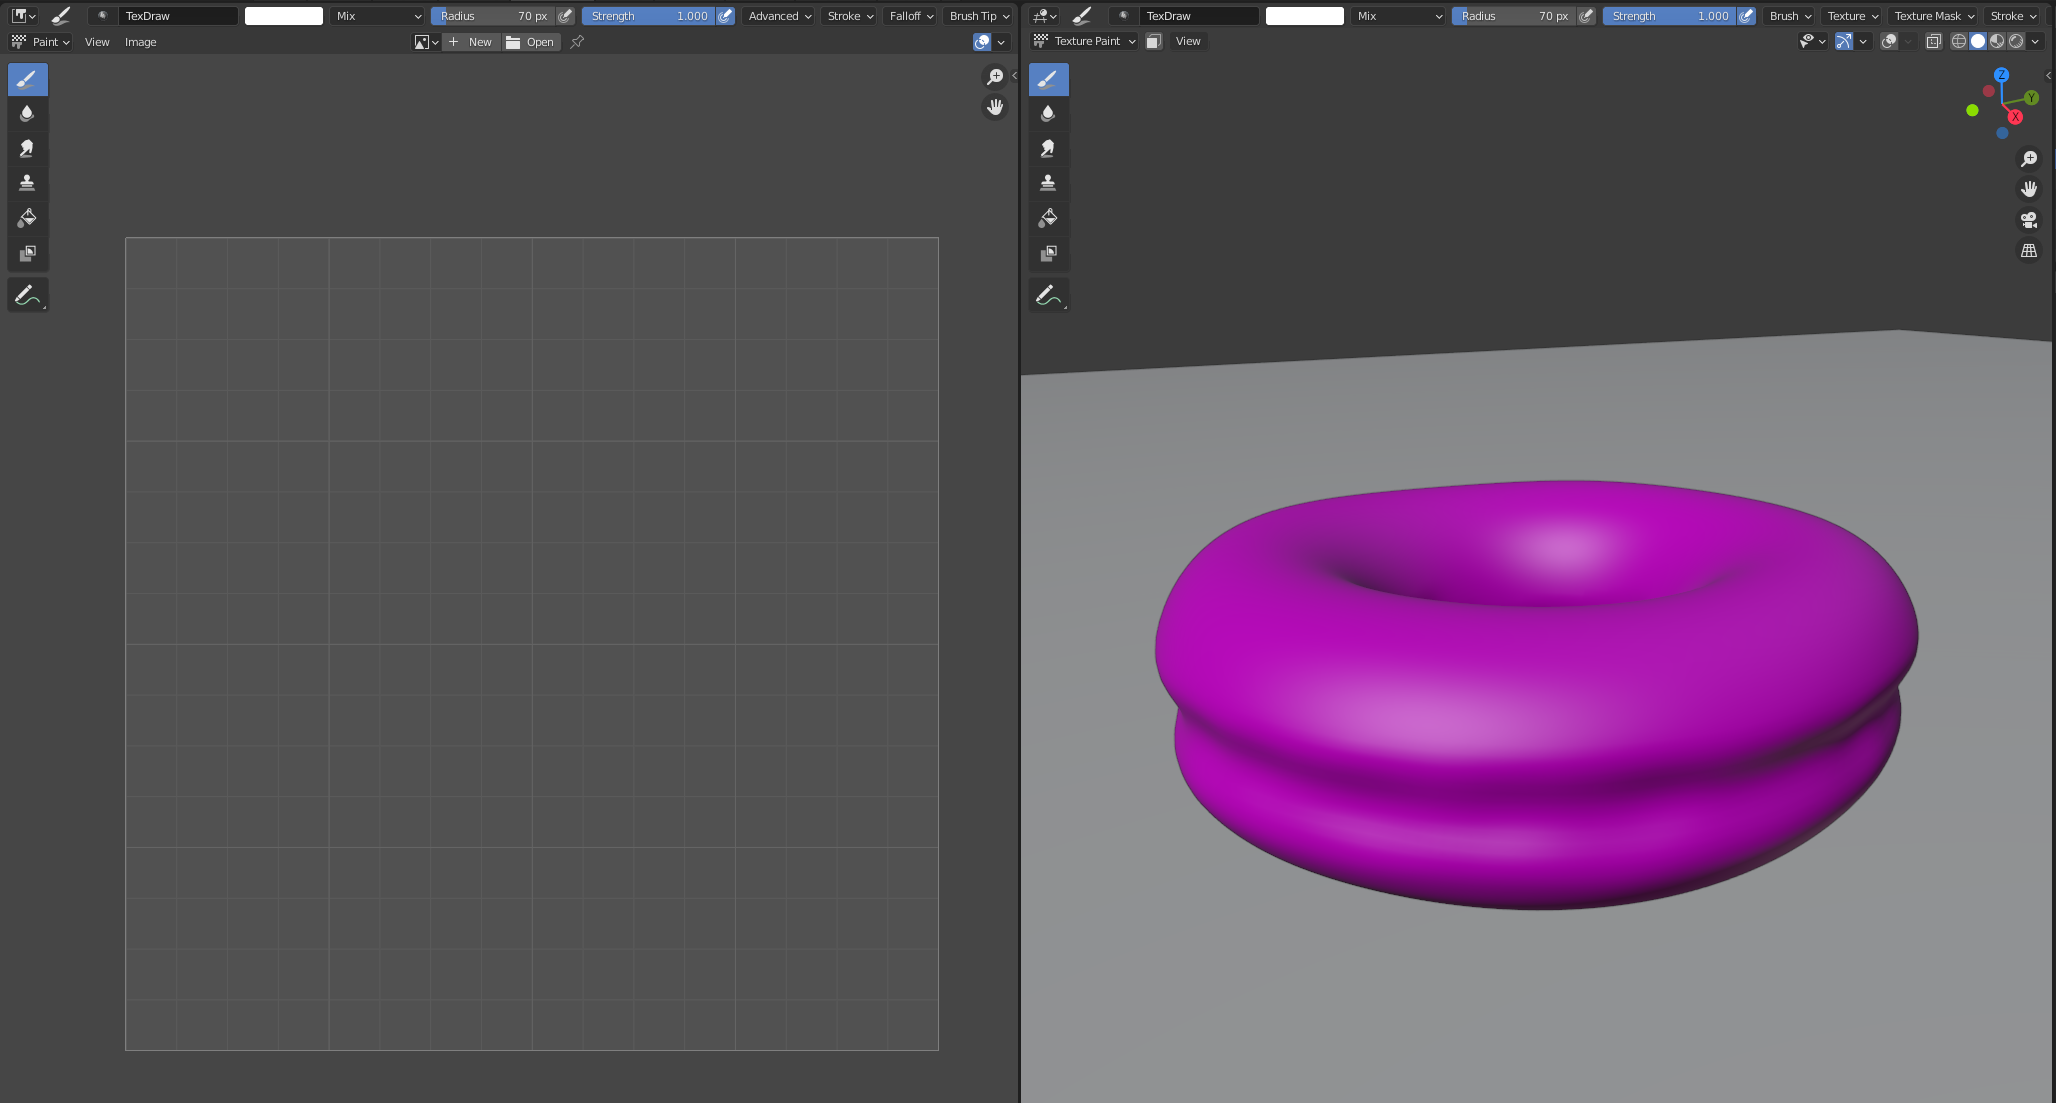 TexDraw Mix Radius 70 px Strength 1.000 Advanced Stroke Falloff Brush Tip
Paint View Image New Open
TexDraw Mix Radius 70 px Strength 1.000 Brush Texture Texture Mask Stroke
Texture Paint View
Z
Y
X